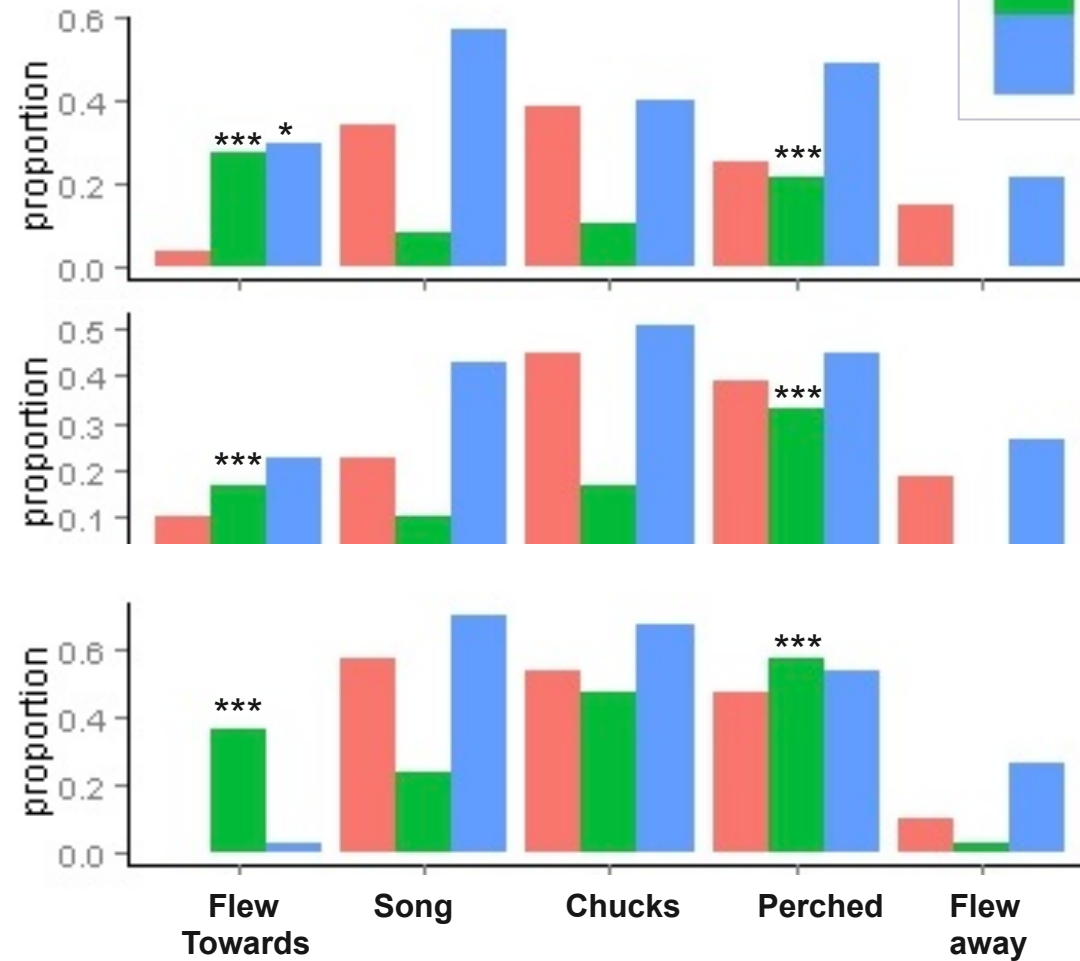 proportion
0.6
0.4
0.2
0.0
*** * ***
proportion
0.5
0.4
0.3
0.2
0.1
*** ***
proportion
0.6
0.4
0.2
0.0
*** ***
Flew Song Chucks Perched Flew
Towards away